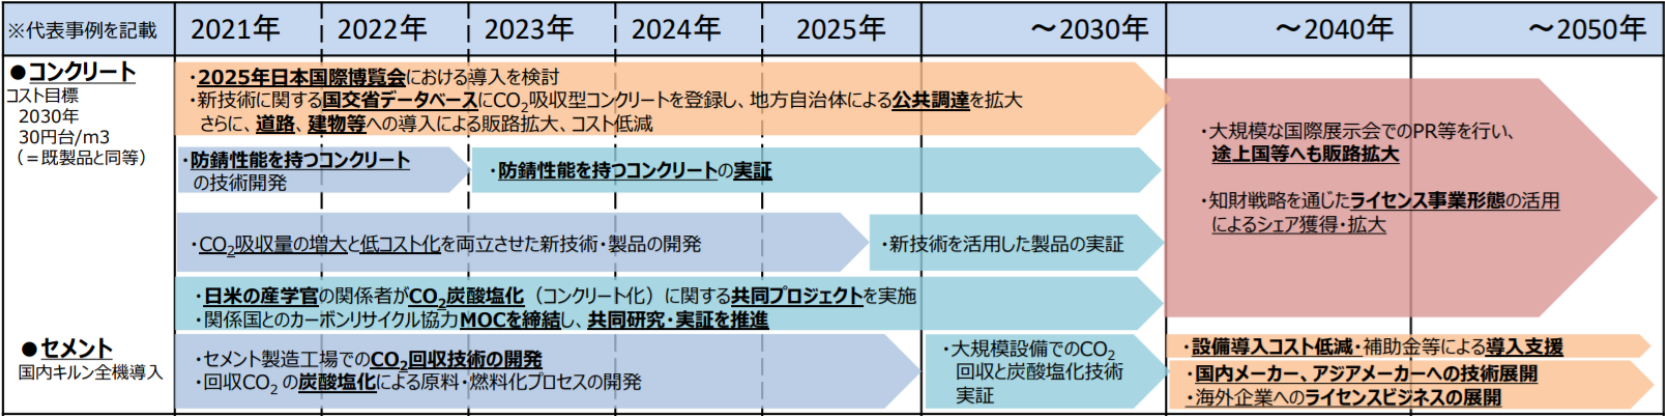 ※代表事例を記載 2021年 2022年 2023年 2024年 2025年 ～2030年 ～2040年 ～2050年
●コンクリート
コスト目標
2030年
30円台/m3
（＝既製品と同等）
・2025年日本国際博覧会における導入を検討
・新技術に関する国交省データベースにCO₂吸収型コンクリートを登録し、地方自治体による公共調達を拡大
さらに、道路、建物等への導入による販路拡大、コスト低減
・防錆性能を持つコンクリート
の技術開発
・防錆性能を持つコンクリートの実証
・CO₂吸収量の増大と低コスト化を両立させた新技術・製品の開発
・新技術を活用した製品の実証
・日米の産学官の関係者がCO₂炭酸塩化（コンクリート化）に関する共同プロジェクトを実施
・関係国とのカーボンリサイクル協力MOCを締結し、共同研究・実証を推進
・大規模な国際展示会でのPR等を行い、
途上国等へも販路拡大
・知財戦略を通じたライセンス事業形態の活用
によるシェア獲得・拡大
●セメント
国内キルン全機導入
・セメント製造工場でのCO₂回収技術の開発
・回収CO₂の炭酸塩化による原料・燃料化プロセスの開発
・大規模設備でのCO₂
回収と炭酸塩化技術
実証
・設備導入コスト低減・補助金等による導入支援
・国内メーカー、アジアメーカーへの技術展開
・海外企業へのライセンスビジネスの展開